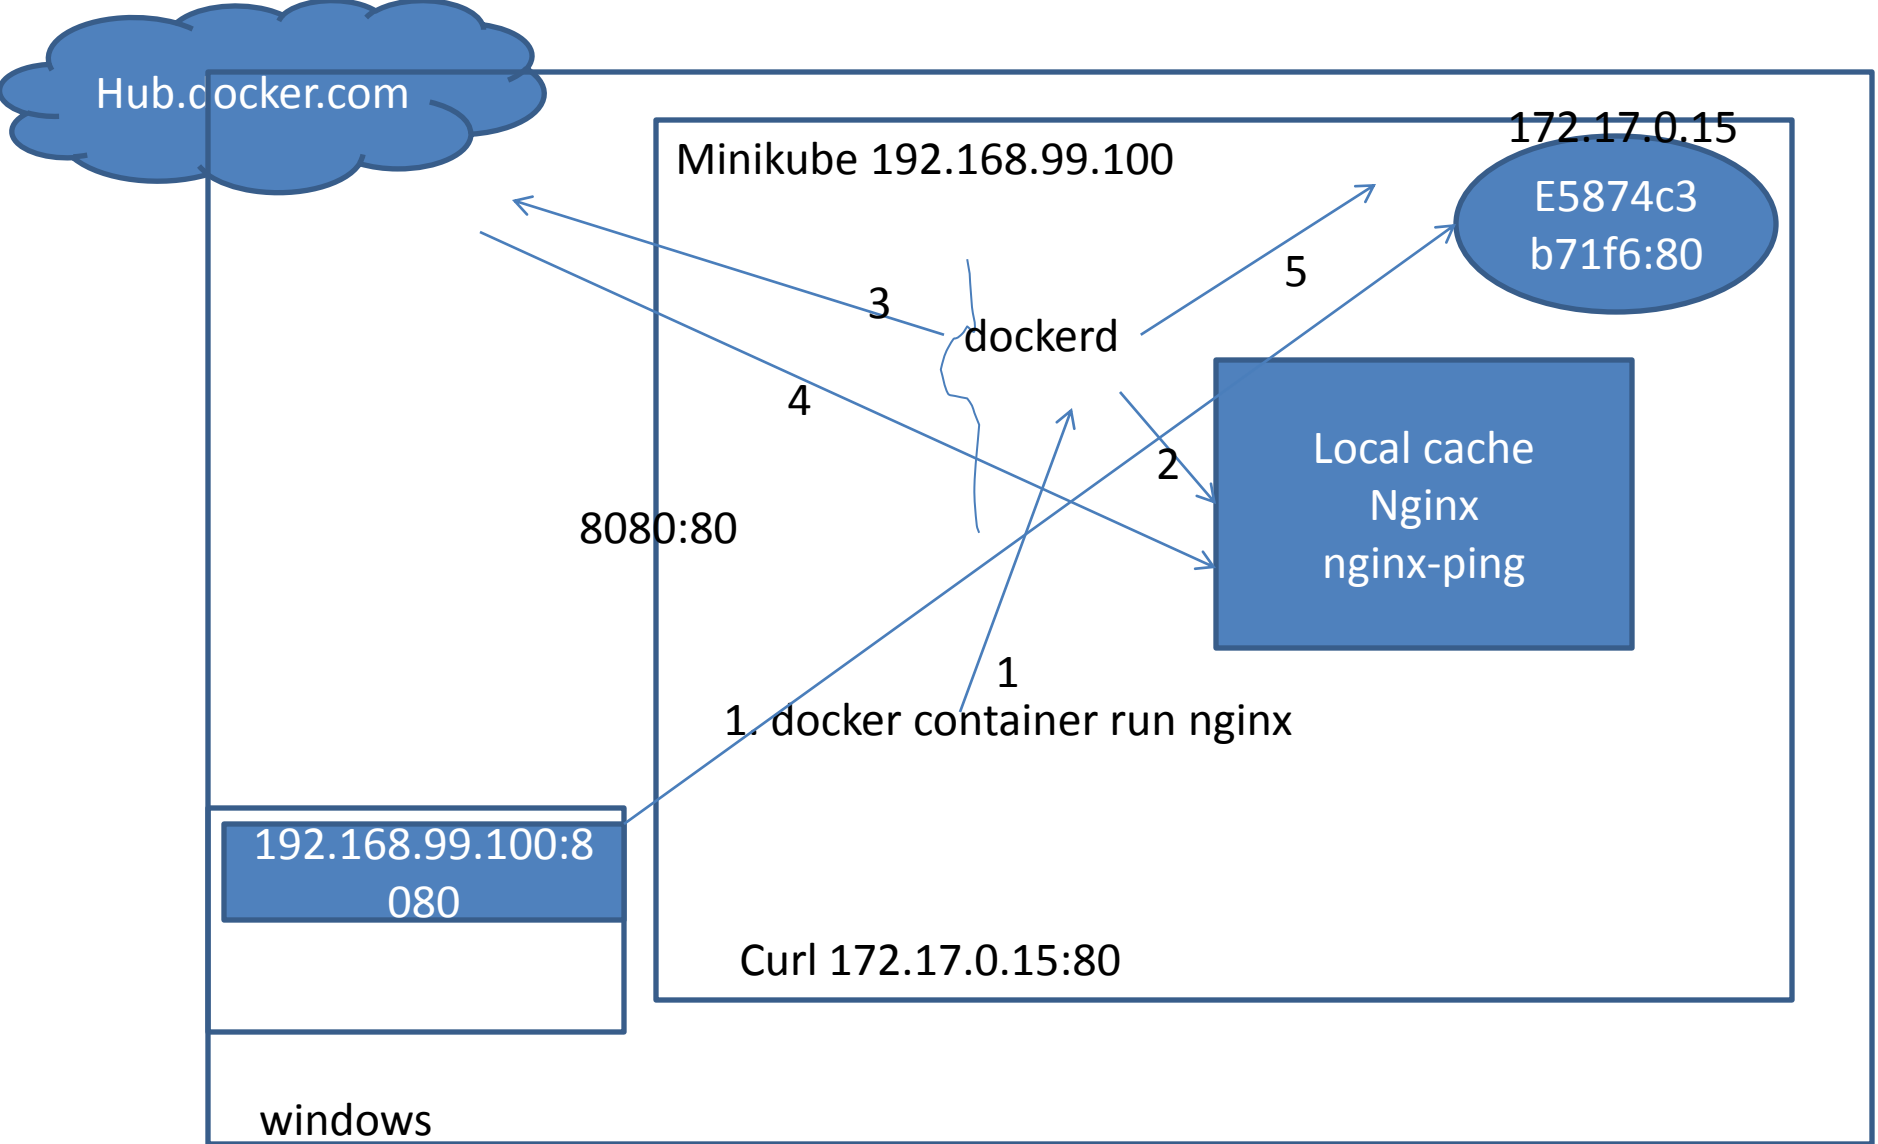 Hub.docker.com
172.17.0.15
Minikube 192.168.99.100
E5874c3
b71f6:80
5
3
dockerd
4
2
Local cache
Nginx
nginx-ping
8080:80
1
1. docker container run nginx
192.168.99.100:8
080
Curl 172.17.0.15:80
windows